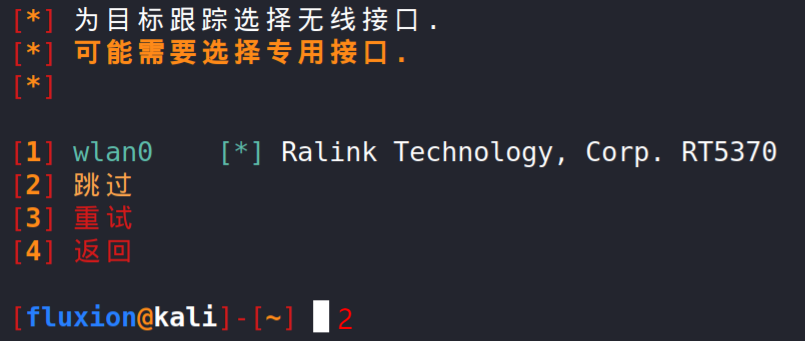 [*] 为目标跟踪选择无线接口.
[*] 可能需要选择专用接口.
[*]
[1] wlan0 [*] Ralink Technology, Corp. RT5370
[2] 跳过
[3] 重试
[4] 返回
[fluxion@kali]-[~] 2